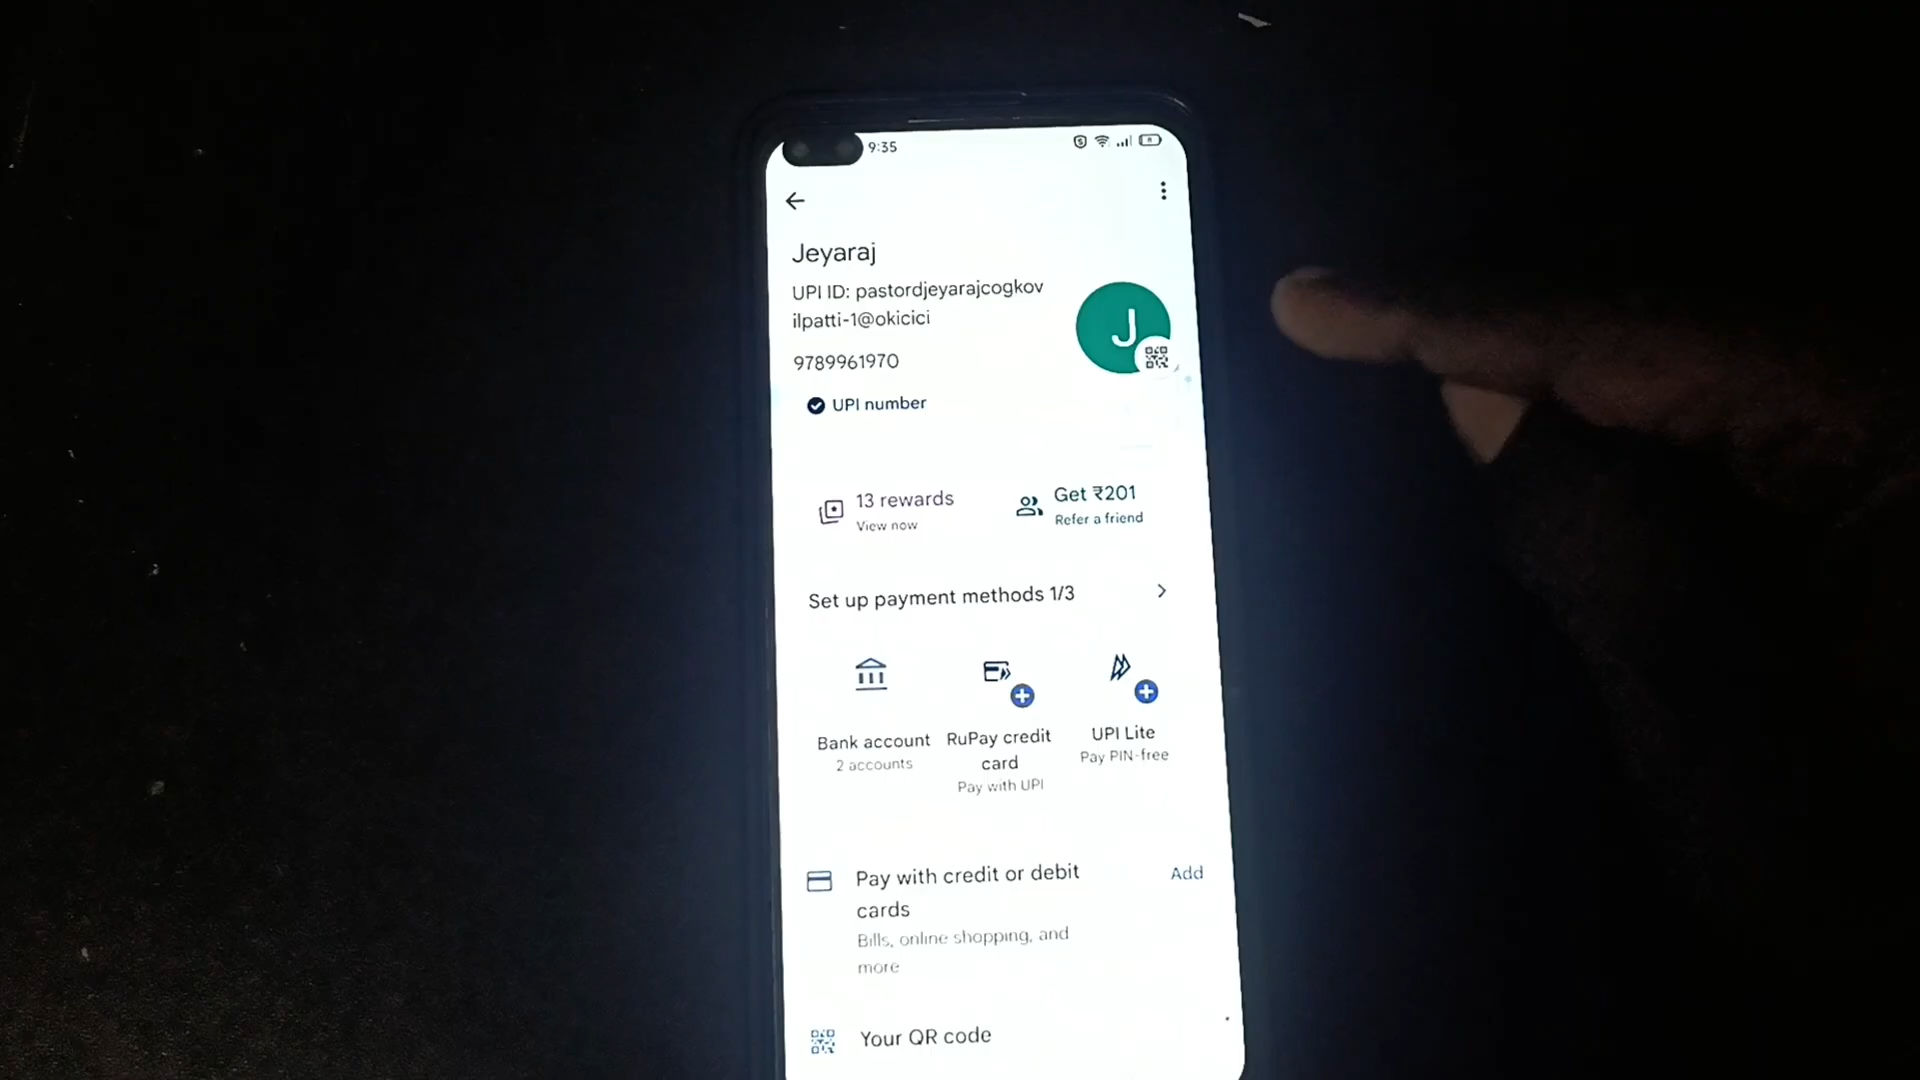 9:35
Jeyaraj
UPI ID: pastordjeyarajcogkov
ilpatti-1@okicici
J
9789961970
UPI number
13 rewards
View now
Get ₹201
Refer a friend
Set up payment methods 1/3
Bank account
2 accounts
RuPay credit
card
Pay with UPI
UPI Lite
Pay PIN-free
Pay with credit or debit
cards
Add
Bills, online shopping, and
more
Your QR code